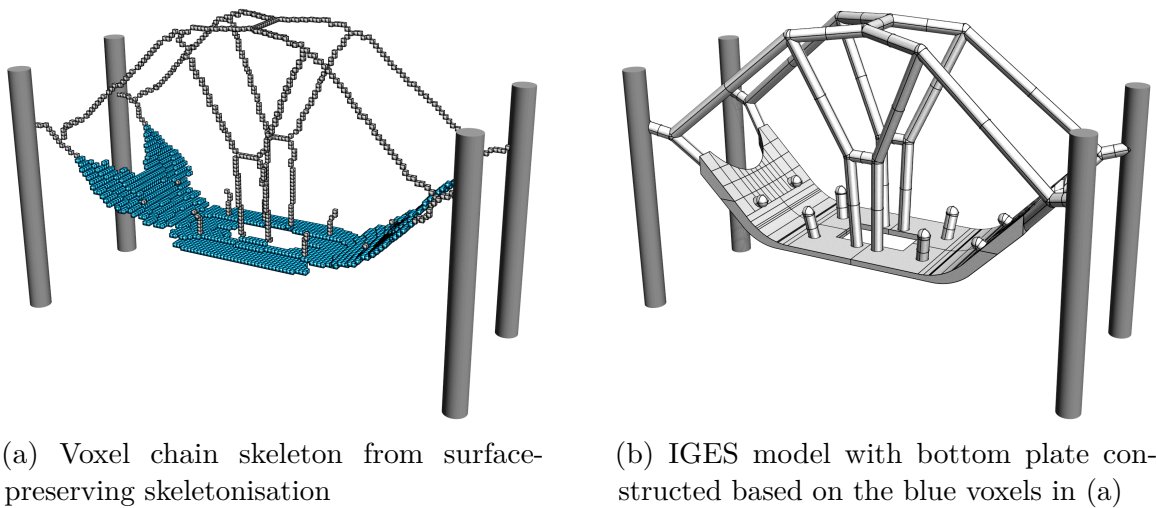 (a) Voxel chain skeleton from surface-
preserving skeletonisation
(b) IGES model with bottom plate con-
structed based on the blue voxels in (a)